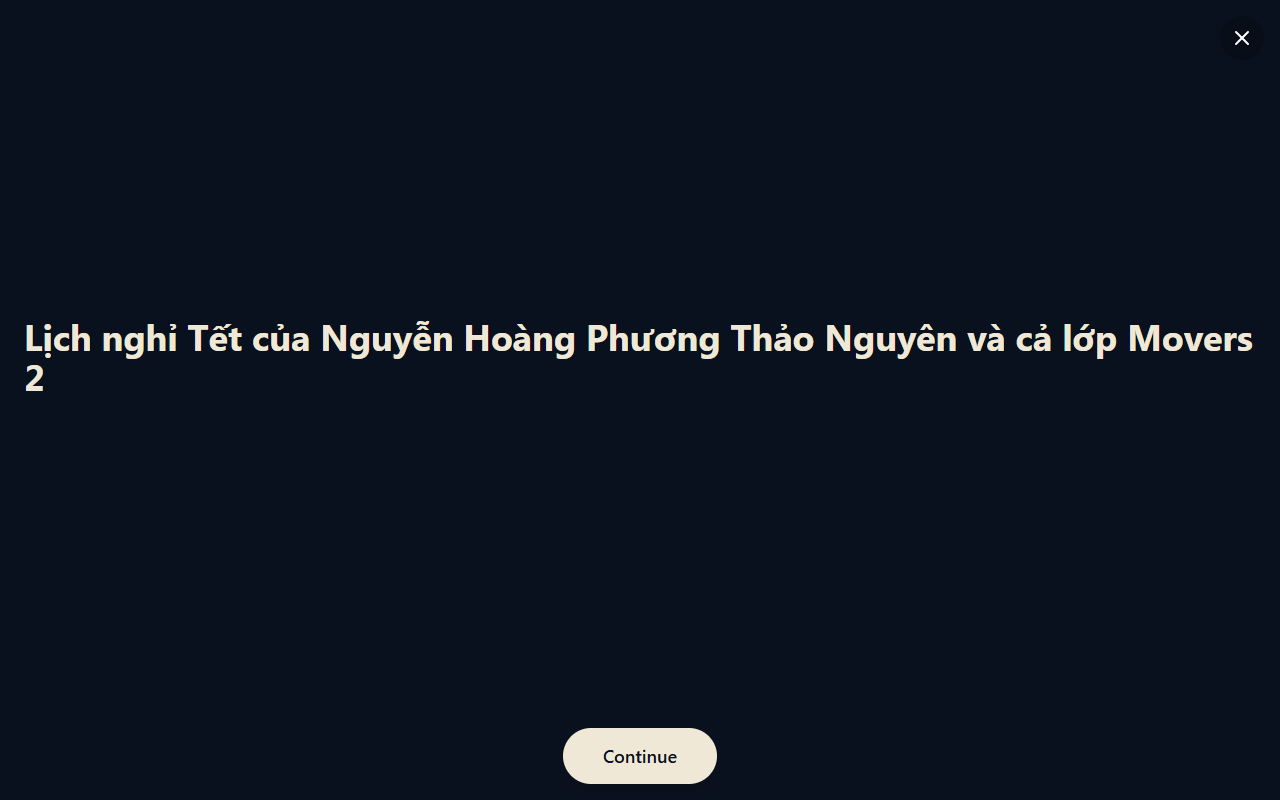 Lịch nghỉ Tết của Nguyễn Hoàng Phương Thảo Nguyên và cả lớp Movers
2
Continue